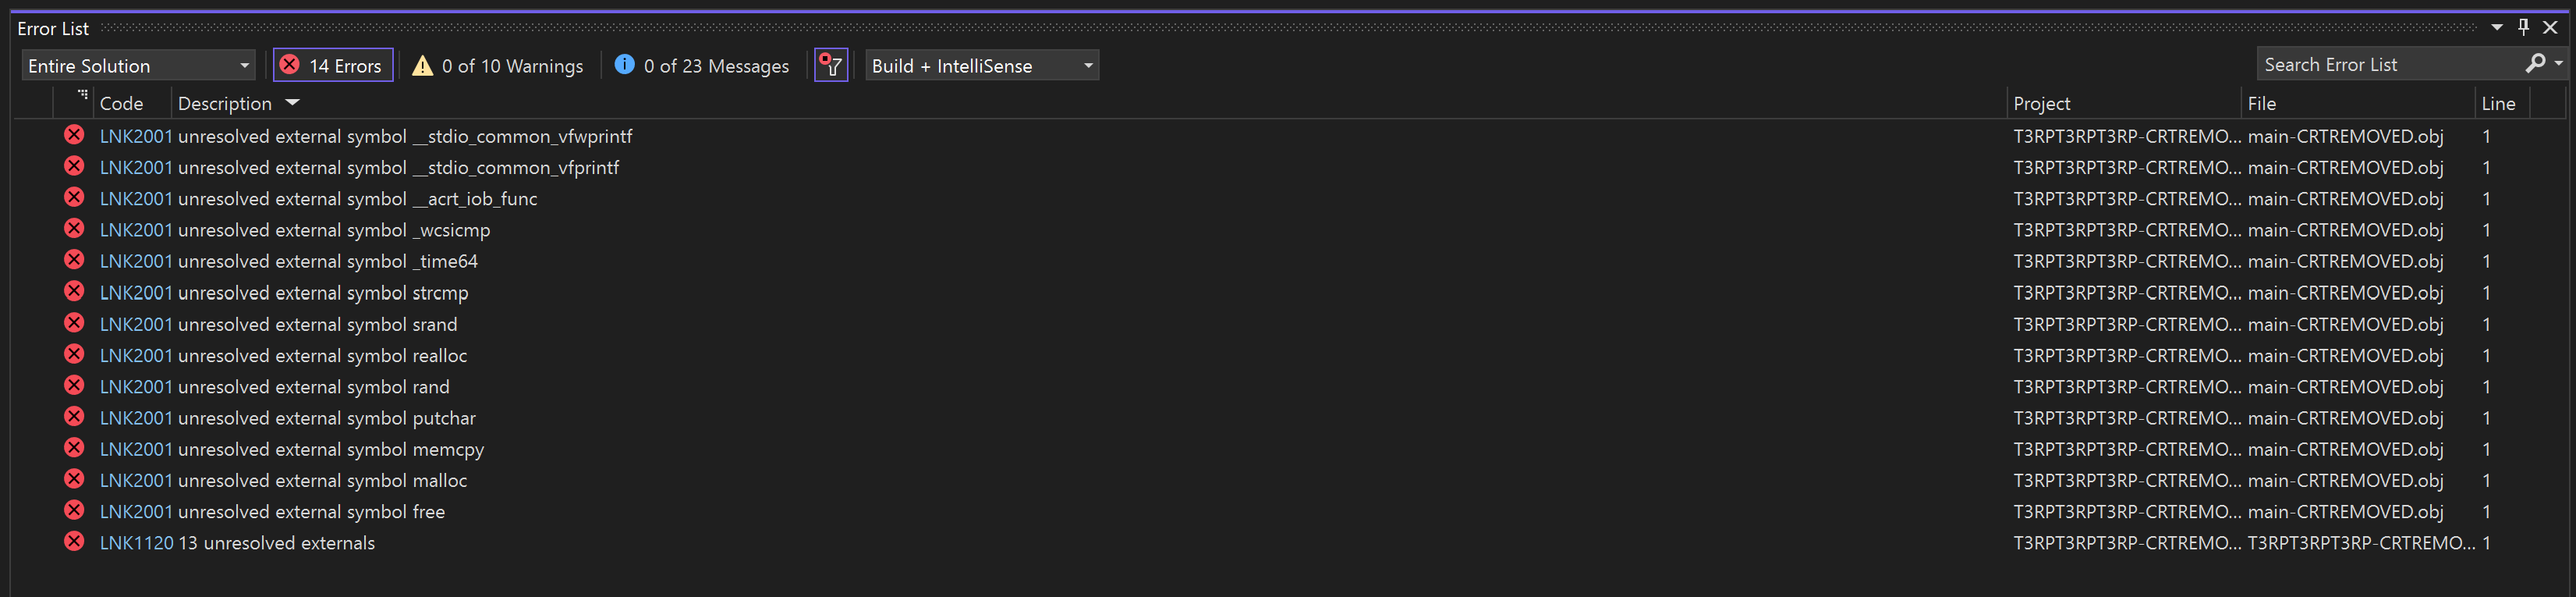 Error List
Entire Solution 14 Errors 0 of 10 Warnings 0 of 23 Messages Build + IntelliSense Search Error List
Code Description Project File Line
LNK2001 unresolved external symbol __stdio_common_vfwprintf T3RPT3RPT3RP-CRTREMO... main-CRTREMOVED.obj 1
LNK2001 unresolved external symbol __stdio_common_vfprintf T3RPT3RPT3RP-CRTREMO... main-CRTREMOVED.obj 1
LNK2001 unresolved external symbol __acrt_iob_func T3RPT3RPT3RP-CRTREMO... main-CRTREMOVED.obj 1
LNK2001 unresolved external symbol _wcsicmp T3RPT3RPT3RP-CRTREMO... main-CRTREMOVED.obj 1
LNK2001 unresolved external symbol _time64 T3RPT3RPT3RP-CRTREMO... main-CRTREMOVED.obj 1
LNK2001 unresolved external symbol strcmp T3RPT3RPT3RP-CRTREMO... main-CRTREMOVED.obj 1
LNK2001 unresolved external symbol srand T3RPT3RPT3RP-CRTREMO... main-CRTREMOVED.obj 1
LNK2001 unresolved external symbol realloc T3RPT3RPT3RP-CRTREMO... main-CRTREMOVED.obj 1
LNK2001 unresolved external symbol rand T3RPT3RPT3RP-CRTREMO... main-CRTREMOVED.obj 1
LNK2001 unresolved external symbol putchar T3RPT3RPT3RP-CRTREMO... main-CRTREMOVED.obj 1
LNK2001 unresolved external symbol memcpy T3RPT3RPT3RP-CRTREMO... main-CRTREMOVED.obj 1
LNK2001 unresolved external symbol malloc T3RPT3RPT3RP-CRTREMO... main-CRTREMOVED.obj 1
LNK2001 unresolved external symbol free T3RPT3RPT3RP-CRTREMO... main-CRTREMOVED.obj 1
LNK1120 13 unresolved externals T3RPT3RPT3RP-CRTREMO... T3RPT3RPT3RP-CRTREMO... 1